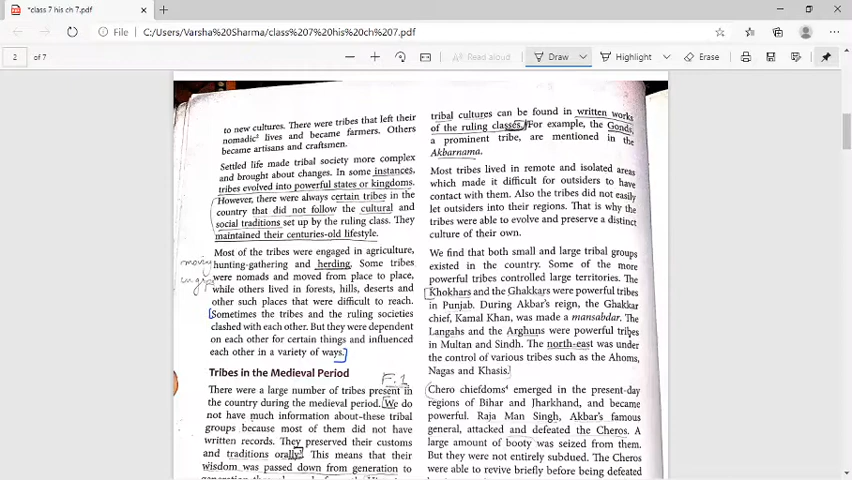 *class 7 his ch 7.pdf
File
C:/Users/Varsha%20Sharma/class%207%20his%20ch%207.pdf
2 of 7
Read aloud
Draw
Highlight
Erase
to new cultures. There were tribes that left their
nomadic² lives and became farmers. Others
became artisans and craftsmen.
Settled life made tribal society more complex
and brought about changes. In some instances,
tribes evolved into powerful states or kingdoms.
However, there were always certain tribes in the
country that did not follow the cultural and
social traditions set up by the ruling class. They
maintained their centuries-old lifestyle.
Most of the tribes were engaged in agriculture,
moving hunting-gathering and herding. Some tribes
were nomads and moved from place to place,
while others lived in forests, hills, deserts and
other such places that were difficult to reach.
Sometimes the tribes and the ruling societies
clashed with each other. But they were dependent
on each other for certain things and influenced
each other in a variety of ways.
Tribes in the Medieval Period
F.1
There were a large number of tribes present in
the country during the medieval period. We do
not have much information about these tribal
groups because most of them did not have
written records. They preserved their customs
and traditions orally³. This means that their
wisdom was passed down from generation to
tribal cultures can be found in written works
of the ruling classes. For example, the Gonds,
a prominent tribe, are mentioned in the
Akbarnama.
Most tribes lived in remote and isolated areas
which made it difficult for outsiders to have
contact with them. Also the tribes did not easily
let outsiders into their regions. That is why the
tribes were able to evolve and preserve a distinct
culture of their own.
We find that both small and large tribal groups
existed in the country. Some of the more
powerful tribes controlled large territories. The
Khokhars and the Ghakkars were powerful tribes
in Punjab. During Akbar's reign, the Ghakkar
chief, Kamal Khan, was made a mansabdar. The
Langahs and the Arghuns were powerful tribes
in Multan and Sindh. The north-east was under
the control of various tribes such as the Ahoms,
Nagas and Khasis.
Chero chiefdoms⁴ emerged in the present-day
regions of Bihar and Jharkhand, and became
powerful. Raja Man Singh, Akbar's famous
general, attacked and defeated the Cheros. A
large amount of booty was seized from them.
But they were not entirely subdued. The Cheros
were able to revive briefly before being defeated